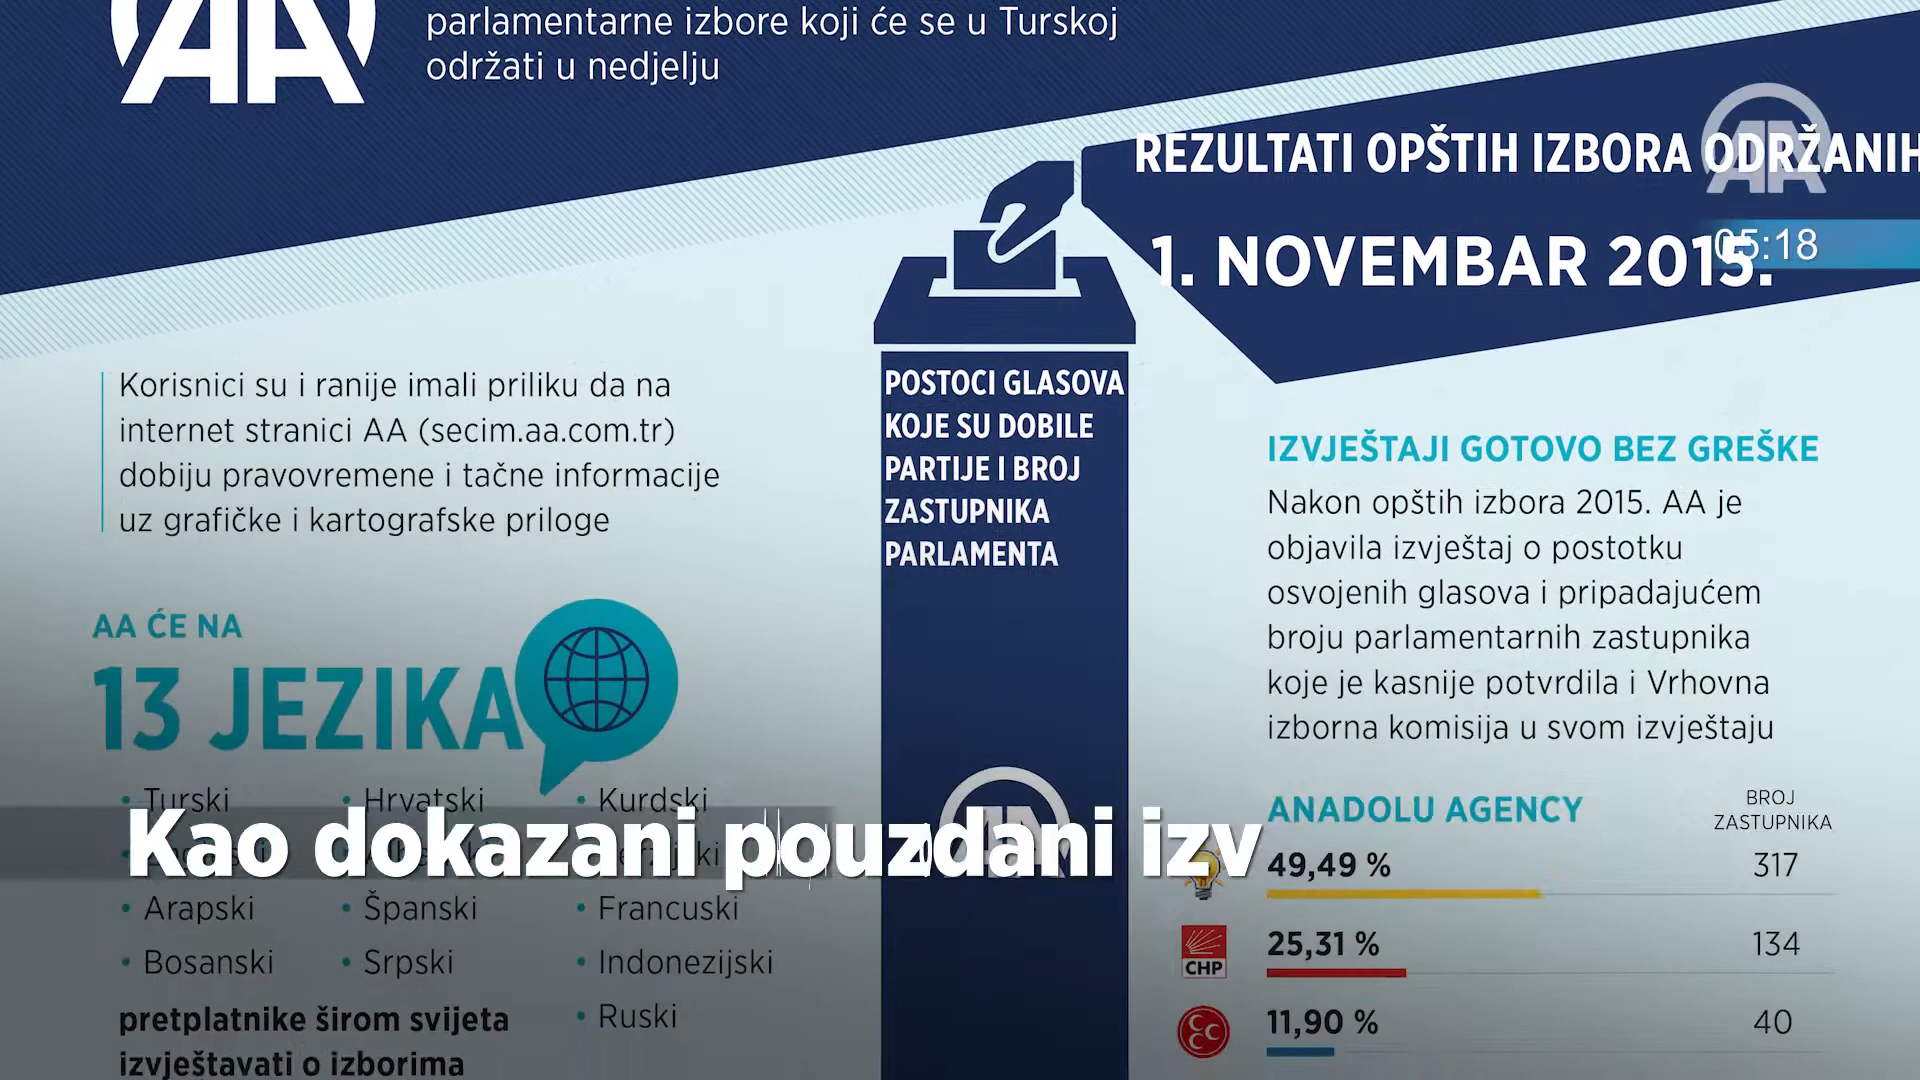 AA
parlamentarne izbore koji će se u Turskoj
održati u nedjelju
AA
REZULTATI OPŠTIH IZBORA ODRŽANIH
1. NOVEMBAR 2015.
05:18
Korisnici su i ranije imali priliku da na
internet stranici AA (secim.aa.com.tr)
dobiju pravovremene i tačne informacije
uz grafičke i kartografske priloge
POSTOCI GLASOVA
KOJE SU DOBILE
PARTIJE I BROJ
ZASTUPNIKA
PARLAMENTA
IZVJEŠTAJI GOTOVO BEZ GREŠKE
Nakon opštih izbora 2015. AA je
objavila izvještaj o postotku
osvojenih glasova i pripadajućem
broju parlamentarnih zastupnika
koje je kasnije potvrdila i Vrhovna
izborna komisija u svom izvještaju
AA ĆE NA
13 JEZIKA
• Turski • Hrvatski • Kurdski
• Arapski • Španski • Francuski
• Bosanski • Srpski • Indonezijski
• Ruski
pretplatnike širom svijeta
izvještavati o izborima
Kao dokazani pouzdani izv
AA
ANADOLU AGENCY
BROJ
ZASTUPNIKA
49,49 % 317
CHP 25,31 % 134
11,90 % 40